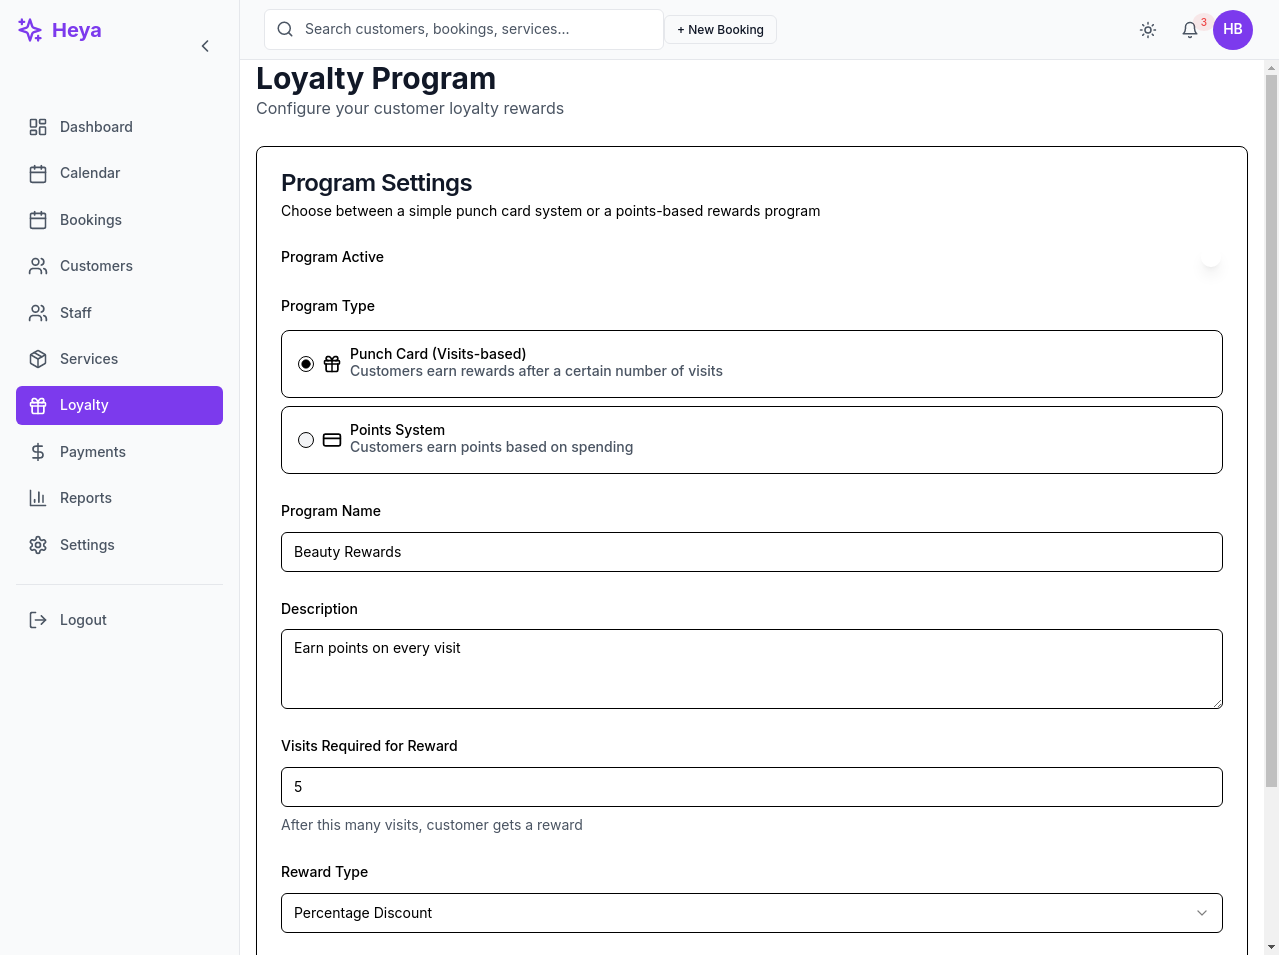 Heya
Search customers, bookings, services...
+ New Booking
3
HB
Dashboard
Calendar
Bookings
Customers
Staff
Services
Loyalty
Payments
Reports
Settings
Logout
Loyalty Program
Configure your customer loyalty rewards
Program Settings
Choose between a simple punch card system or a points-based rewards program
Program Active
Program Type
Punch Card (Visits-based)
Customers earn rewards after a certain number of visits
Points System
Customers earn points based on spending
Program Name
Beauty Rewards
Description
Earn points on every visit
Visits Required for Reward
5
After this many visits, customer gets a reward
Reward Type
Percentage Discount